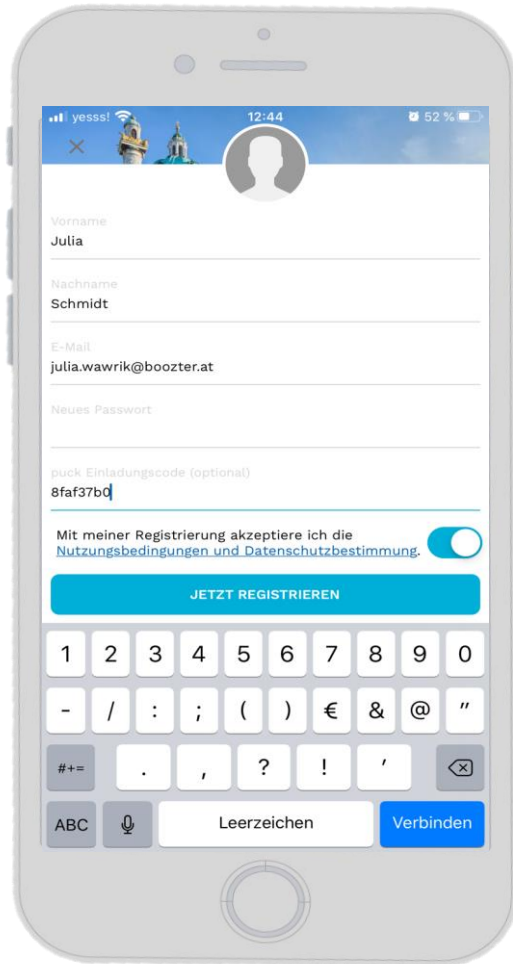 yesss! 12:44 52 %
Vorname
Julia
Nachname
Schmidt
E-Mail
julia.wawrik@boozter.at
Neues Passwort
puck Einladungscode (optional)
8faf37b0
Mit meiner Registrierung akzeptiere ich die
Nutzungsbedingungen und Datenschutzbestimmung.
JETZT REGISTRIEREN
1 2 3 4 5 6 7 8 9 0
- / : ; ( ) € & @ "
#+= . , ? ! '
ABC Leerzeichen Verbinden